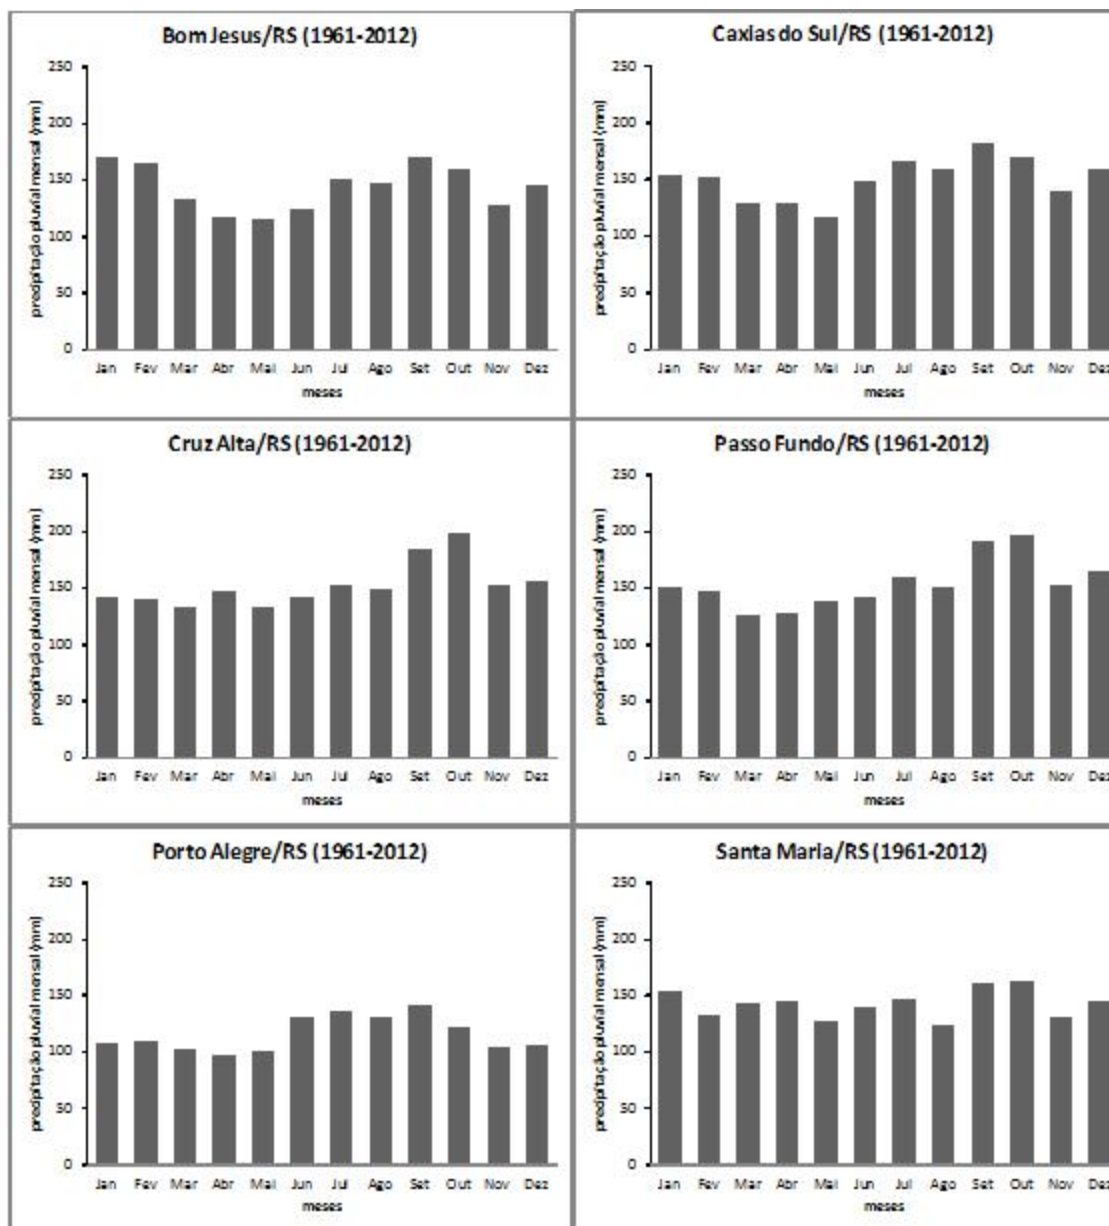 Bom Jesus/RS (1961-2012)
precipitação pluvial mensal (mm)
250
200
150
100
50
0
Jan Fev Mar Abr Mai Jun Jul Ago Set Out Nov Dez
meses
Caxias do Sul/RS (1961-2012)
precipitação pluvial mensal (mm)
250
200
150
100
50
0
Jan Fev Mar Abr Mai Jun Jul Ago Set Out Nov Dez
meses
Cruz Alta/RS (1961-2012)
precipitação pluvial mensal (mm)
250
200
150
100
50
0
Jan Fev Mar Abr Mai Jun Jul Ago Set Out Nov Dez
meses
Passo Fundo/RS (1961-2012)
precipitação pluvial mensal (mm)
250
200
150
100
50
0
Jan Fev Mar Abr Mai Jun Jul Ago Set Out Nov Dez
meses
Porto Alegre/RS (1961-2012)
precipitação pluvial mensal (mm)
250
200
150
100
50
0
Jan Fev Mar Abr Mai Jun Jul Ago Set Out Nov Dez
meses
Santa Maria/RS (1961-2012)
precipitação pluvial mensal (mm)
250
200
150
100
50
0
Jan Fev Mar Abr Mai Jun Jul Ago Set Out Nov Dez
meses